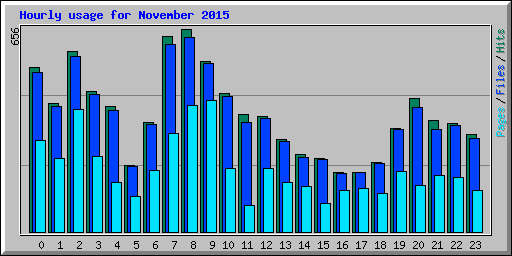 Hourly usage for November 2015
656
Pages / Files / Hits
0 1 2 3 4 5 6 7 8 9 10 11 12 13 14 15 16 17 18 19 20 21 22 23